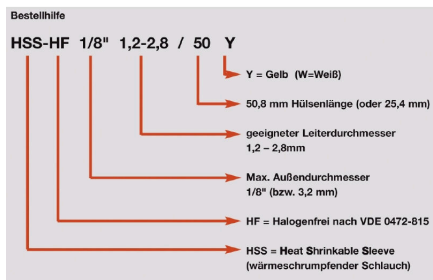 Bestellhilfe
HSS-HF 1/8" 1,2-2,8 / 50 Y
Y = Gelb (W=Weiß)
50,8 mm Hülsenlänge (oder 25,4 mm)
geeigneter Leiterdurchmesser
1,2 – 2,8mm
Max. Außendurchmesser
1/8" (bzw. 3,2 mm)
HF = Halogenfrei nach VDE 0472-815
HSS = Heat Shrinkable Sleeve
(wärmeschrumpfender Schlauch)